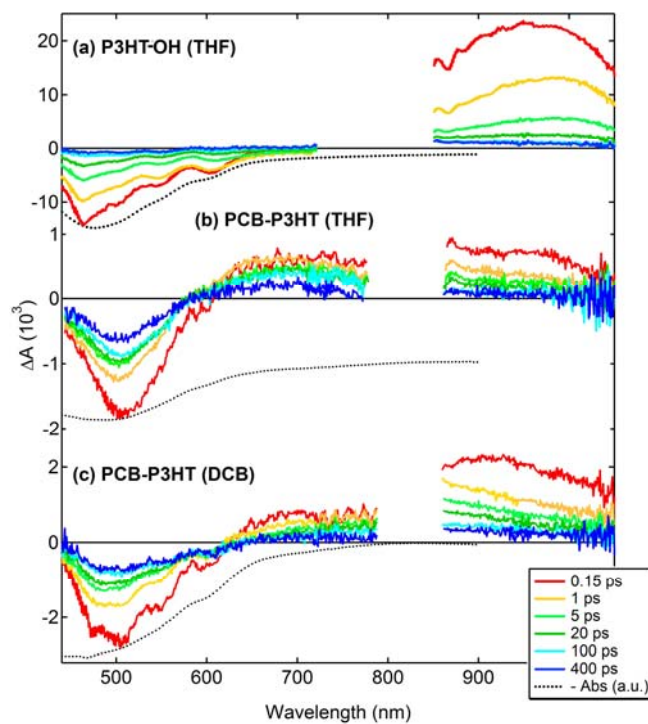 (a) P3HT-OH (THF)
20
10
0
-10
(b) PCB-P3HT (THF)
1
0
-1
-2
ΔA (10³)
(c) PCB-P3HT (DCB)
2
0
-2
0.15 ps
1 ps
5 ps
20 ps
100 ps
400 ps
- Abs (a.u.)
500 600 700 800 900
Wavelength (nm)